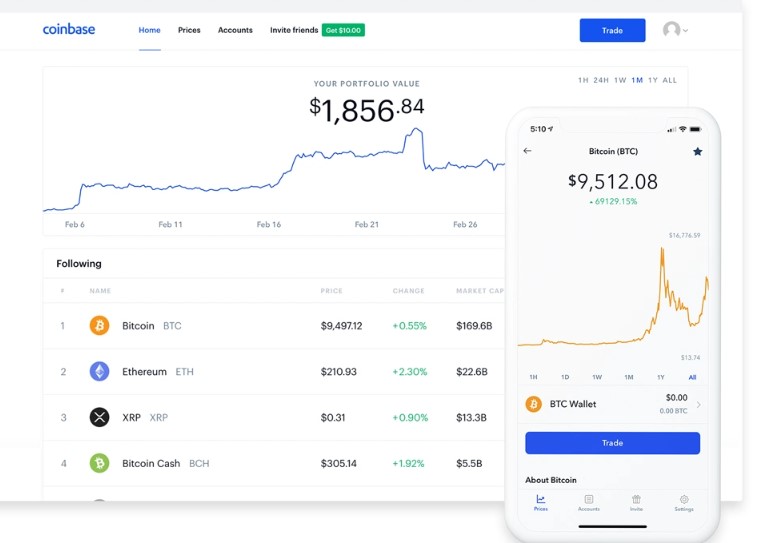 coinbase
Home Prices Accounts Invite friends Get $10.00 Trade
1H 24H 1W 1M 1Y ALL
YOUR PORTFOLIO VALUE
$1,856.84
Feb 6 Feb 11 Feb 16 Feb 21 Feb 26
Following
# NAME PRICE CHANGE MARKET CAP
1 Bitcoin BTC $9,497.12 +0.55% $169.6B
2 Ethereum ETH $210.93 +2.30% $22.6B
3 XRP XRP $0.31 +0.90% $13.3B
4 Bitcoin Cash BCH $305.14 +1.92% $5.5B
5:10
Bitcoin (BTC)
$9,512.08
69129.15%
$16,776.59
$13.74
1H 1D 1W 1M 1Y All
BTC Wallet $0.00
0.00 BTC
Trade
About Bitcoin
Prices Accounts Invite Settings